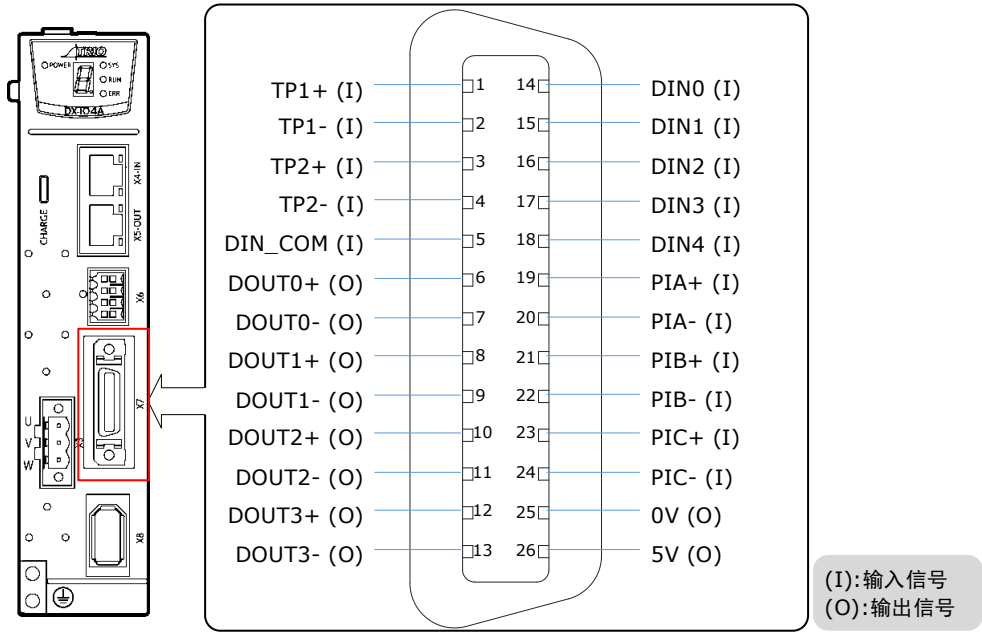 TRIO
POWER
SYS
RUN
ERR
DX-IO4A
X4-IN
X5-OUT
CHARGE
X6
X7
U
V
W
X3
X8
TP1+ (I) 1 14 DIN0 (I)
TP1- (I) 2 15 DIN1 (I)
TP2+ (I) 3 16 DIN2 (I)
TP2- (I) 4 17 DIN3 (I)
DIN_COM (I) 5 18 DIN4 (I)
DOUT0+ (O) 6 19 PIA+ (I)
DOUT0- (O) 7 20 PIA- (I)
DOUT1+ (O) 8 21 PIB+ (I)
DOUT1- (O) 9 22 PIB- (I)
DOUT2+ (O) 10 23 PIC+ (I)
DOUT2- (O) 11 24 PIC- (I)
DOUT3+ (O) 12 25 0V (O)
DOUT3- (O) 13 26 5V (O)
(I):输入信号
(O):输出信号